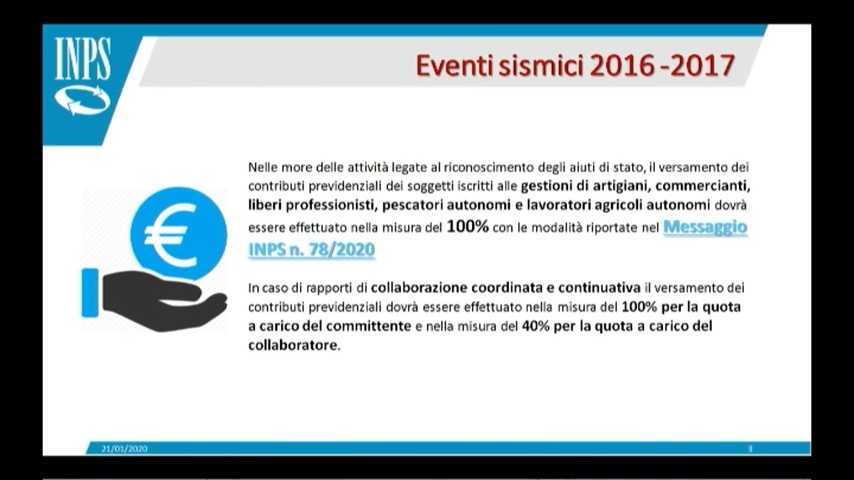 INPS
Eventi sismici 2016 -2017
Nelle more delle attività legate al riconoscimento degli aiuti di stato, il versamento dei
contributi previdenziali dei soggetti iscritti alle gestioni di artigiani, commercianti,
liberi professionisti, pescatori autonomi e lavoratori agricoli autonomi dovrà
essere effettuato nella misura del 100% con le modalità riportate nel Messaggio
INPS n. 78/2020
In caso di rapporti di collaborazione coordinata e continuativa il versamento dei
contributi previdenziali dovrà essere effettuato nella misura del 100% per la quota
a carico del committente e nella misura del 40% per la quota a carico del
collaboratore.
21/01/2020
3